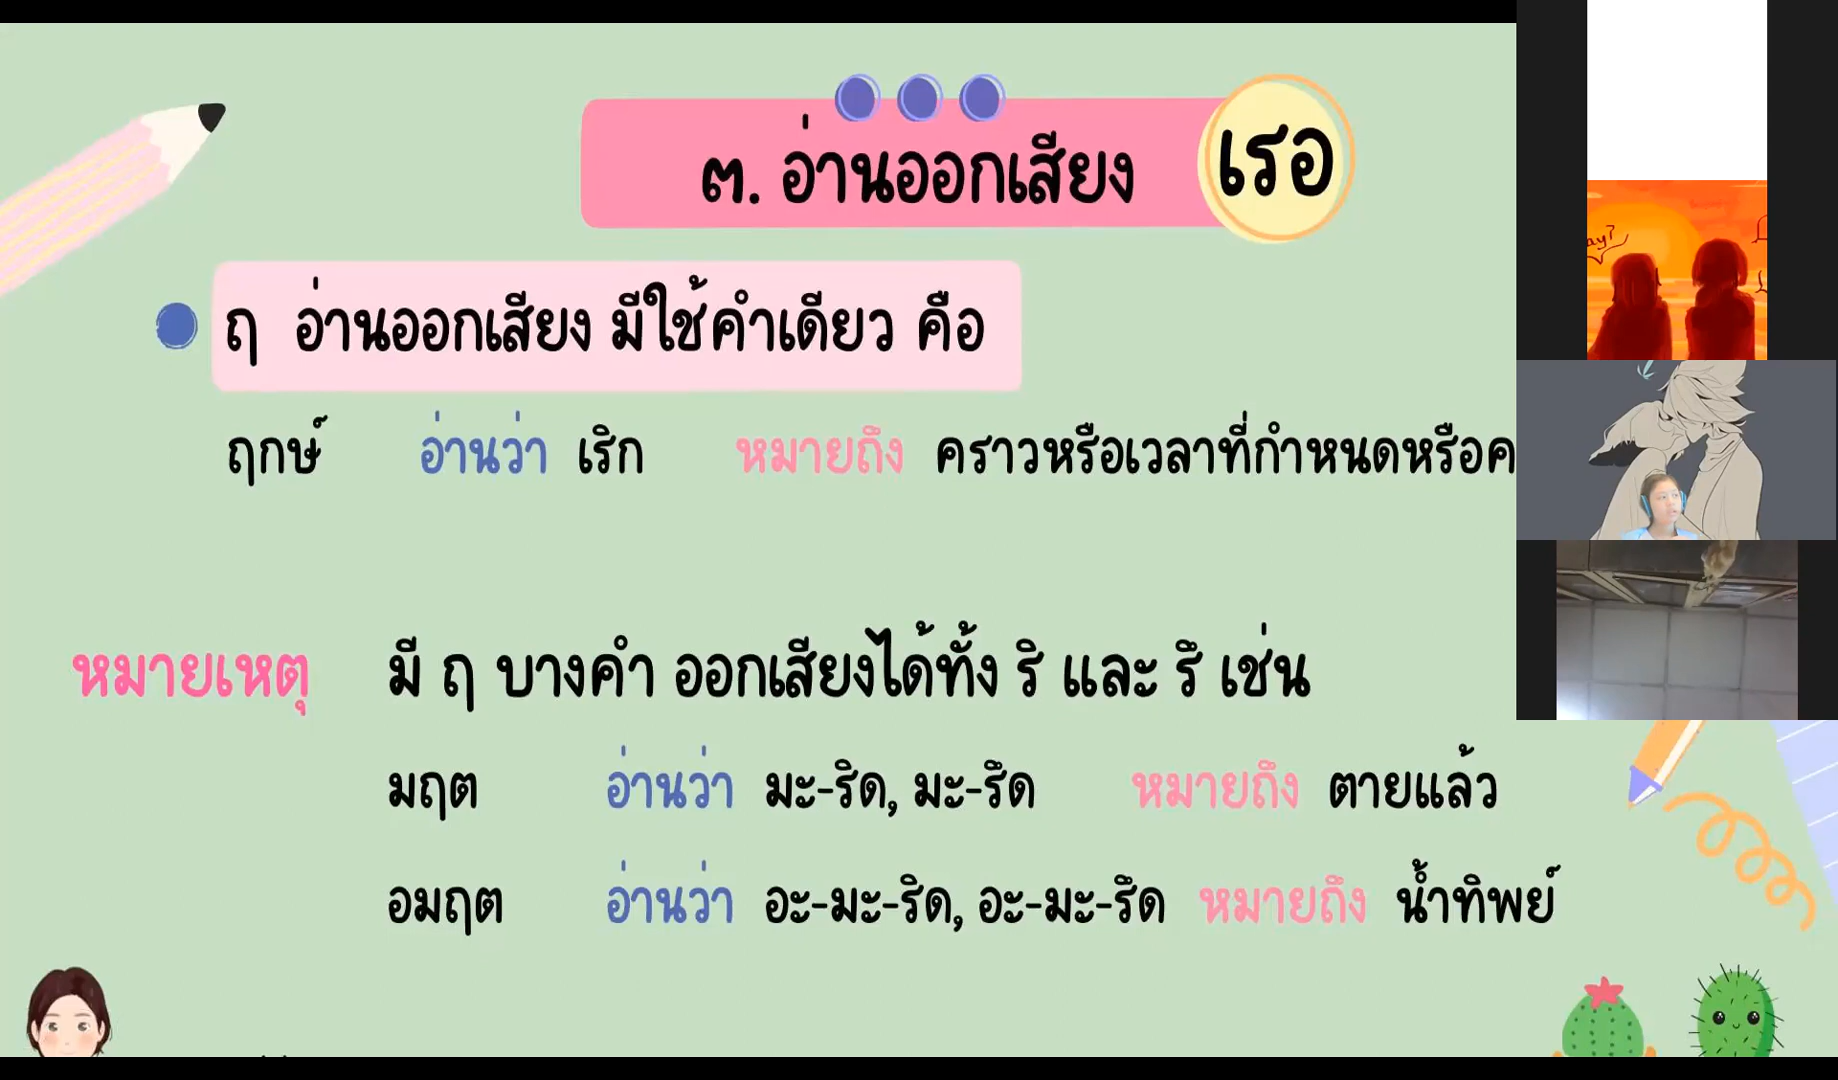 ๓. อ่านออกเสียง เรอ
ฤ อ่านออกเสียง มีใช้คำเดียว คือ
ฤกษ์ อ่านว่า เริก หมายถึง คราวหรือเวลาที่กำหนดหรือค
หมายเหตุ มี ฤ บางคำ ออกเสียงได้ทั้ง ริ และ รึ เช่น
มฤต อ่านว่า มะ-ริด, มะ-รึด หมายถึง ตายแล้ว
อมฤต อ่านว่า อะ-มะ-ริด, อะ-มะ-รึด หมายถึง น้ำทิพย์
ay?